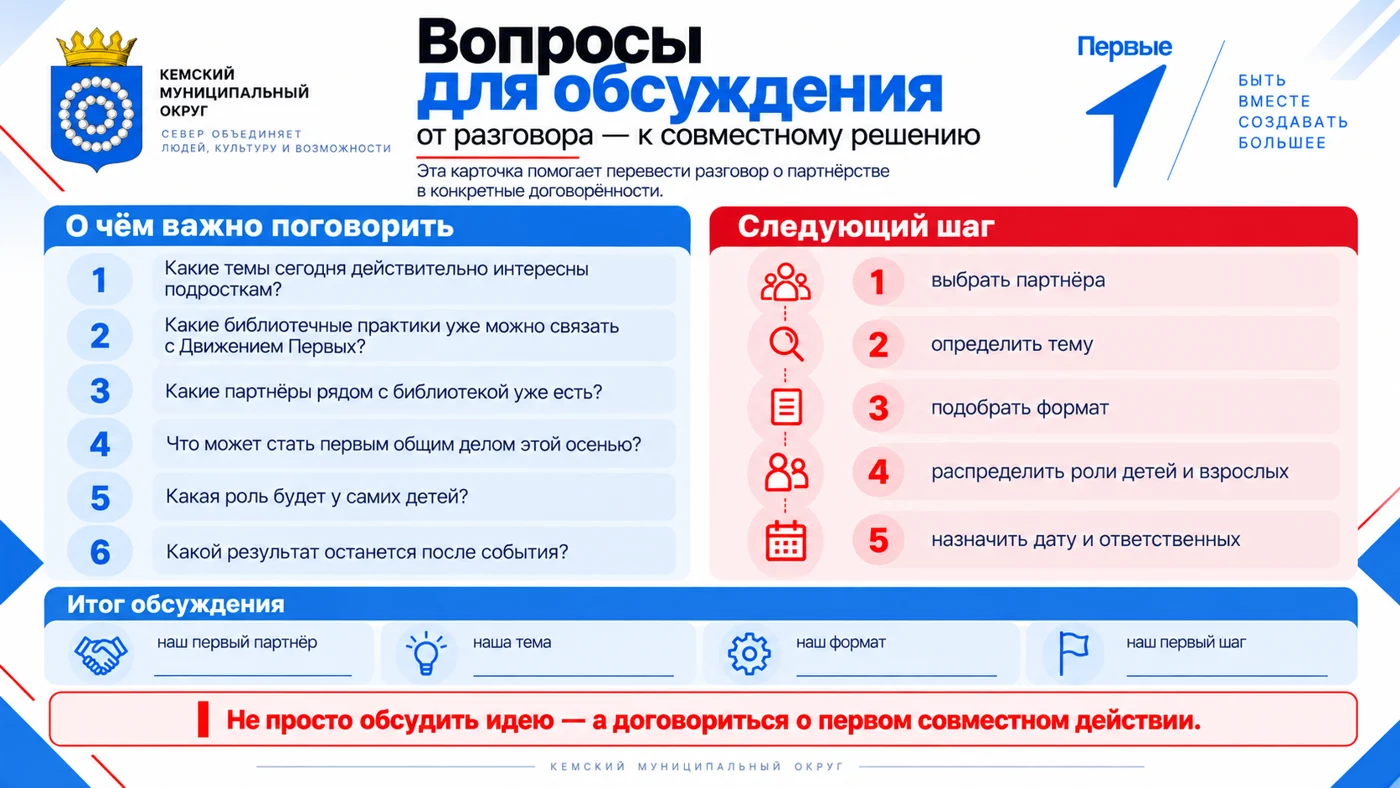 КЕМСКИЙ
МУНИЦИПАЛЬНЫЙ
ОКРУГ
СЕВЕР ОБЪЕДИНЯЕТ
ЛЮДЕЙ, КУЛЬТУРУ И ВОЗМОЖНОСТИ
Вопросы
для обсуждения
от разговора — к совместному решению
Эта карточка помогает перевести разговор о партнёрстве
в конкретные договорённости.
Первые
БЫТЬ
ВМЕСТЕ
СОЗДАВАТЬ
БОЛЬШЕЕ
О чём важно поговорить
1 Какие темы сегодня действительно интересны
подросткам?
2 Какие библиотечные практики уже можно связать
с Движением Первых?
3 Какие партнёры рядом с библиотекой уже есть?
4 Что может стать первым общим делом этой осенью?
5 Какая роль будет у самих детей?
6 Какой результат останется после события?
Следующий шаг
1 выбрать партнёра
2 определить тему
3 подобрать формат
4 распределить роли детей и взрослых
5 назначить дату и ответственных
Итог обсуждения
наш первый партнёр
наша тема
наш формат
наш первый шаг
Не просто обсудить идею — а договориться о первом совместном действии.
КЕМСКИЙ МУНИЦИПАЛЬНЫЙ ОКРУГ